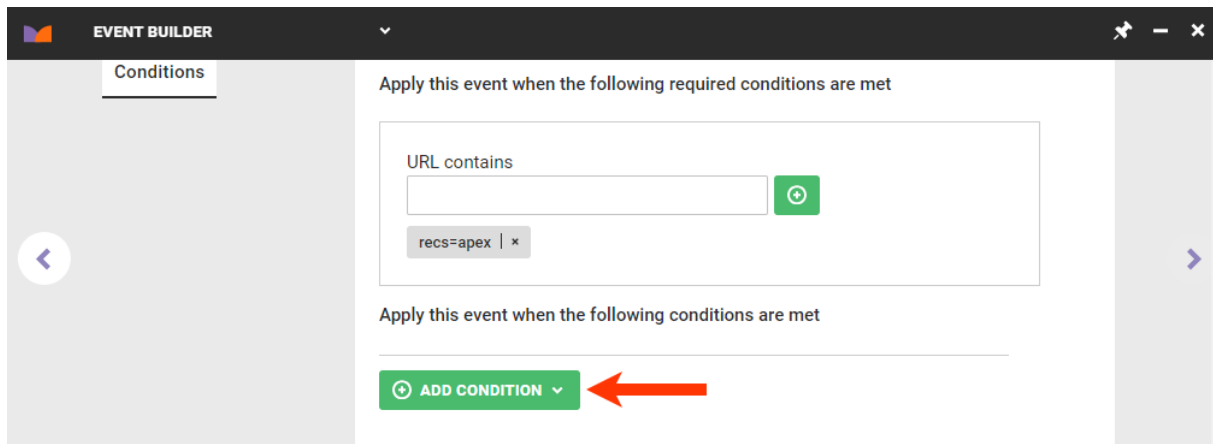 EVENT BUILDER
Conditions
Apply this event when the following required conditions are met
URL contains
recs=apex
Apply this event when the following conditions are met
ADD CONDITION